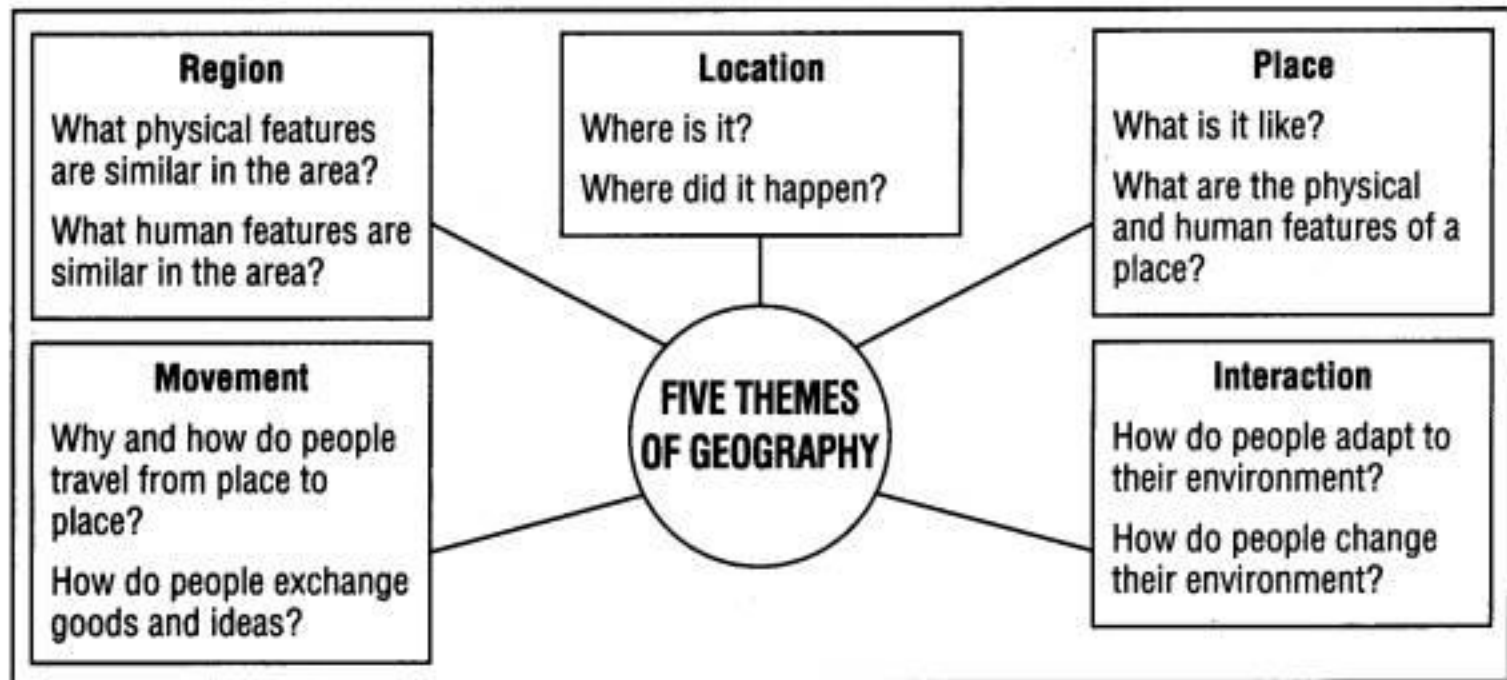 Region
What physical features
are similar in the area?
What human features are
similar in the area?
Location
Where is it?
Where did it happen?
Place
What is it like?
What are the physical
and human features of a
place?
FIVE THEMES
OF GEOGRAPHY
Movement
Why and how do people
travel from place to
place?
How do people exchange
goods and ideas?
Interaction
How do people adapt to
their environment?
How do people change
their environment?